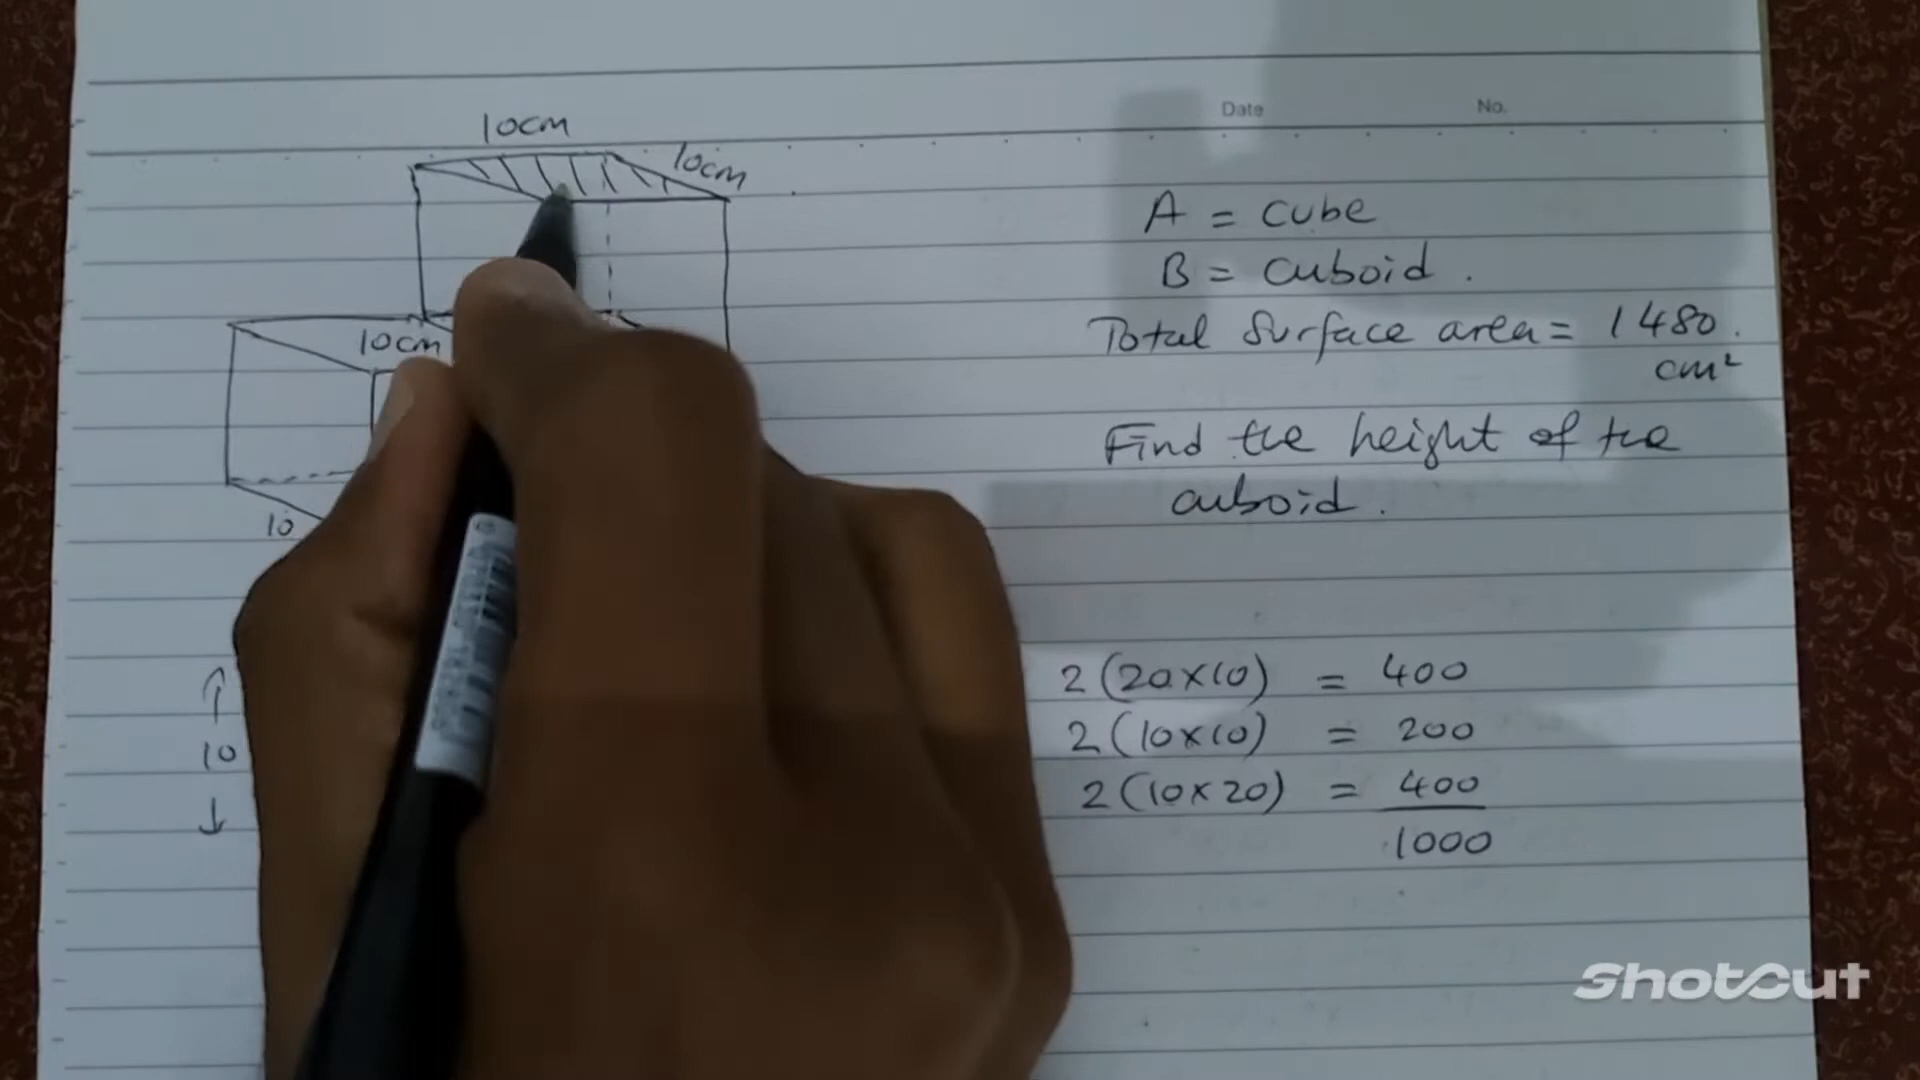 Date No.
10cm
10cm
A = cube
B = cuboid.
Total surface area = 1480.
cm²
10cm
Find the height of the
cuboid.
10
2(20×10) = 400
10
2(10×10) = 200
2(10×20) = 400
1000
Shotcut